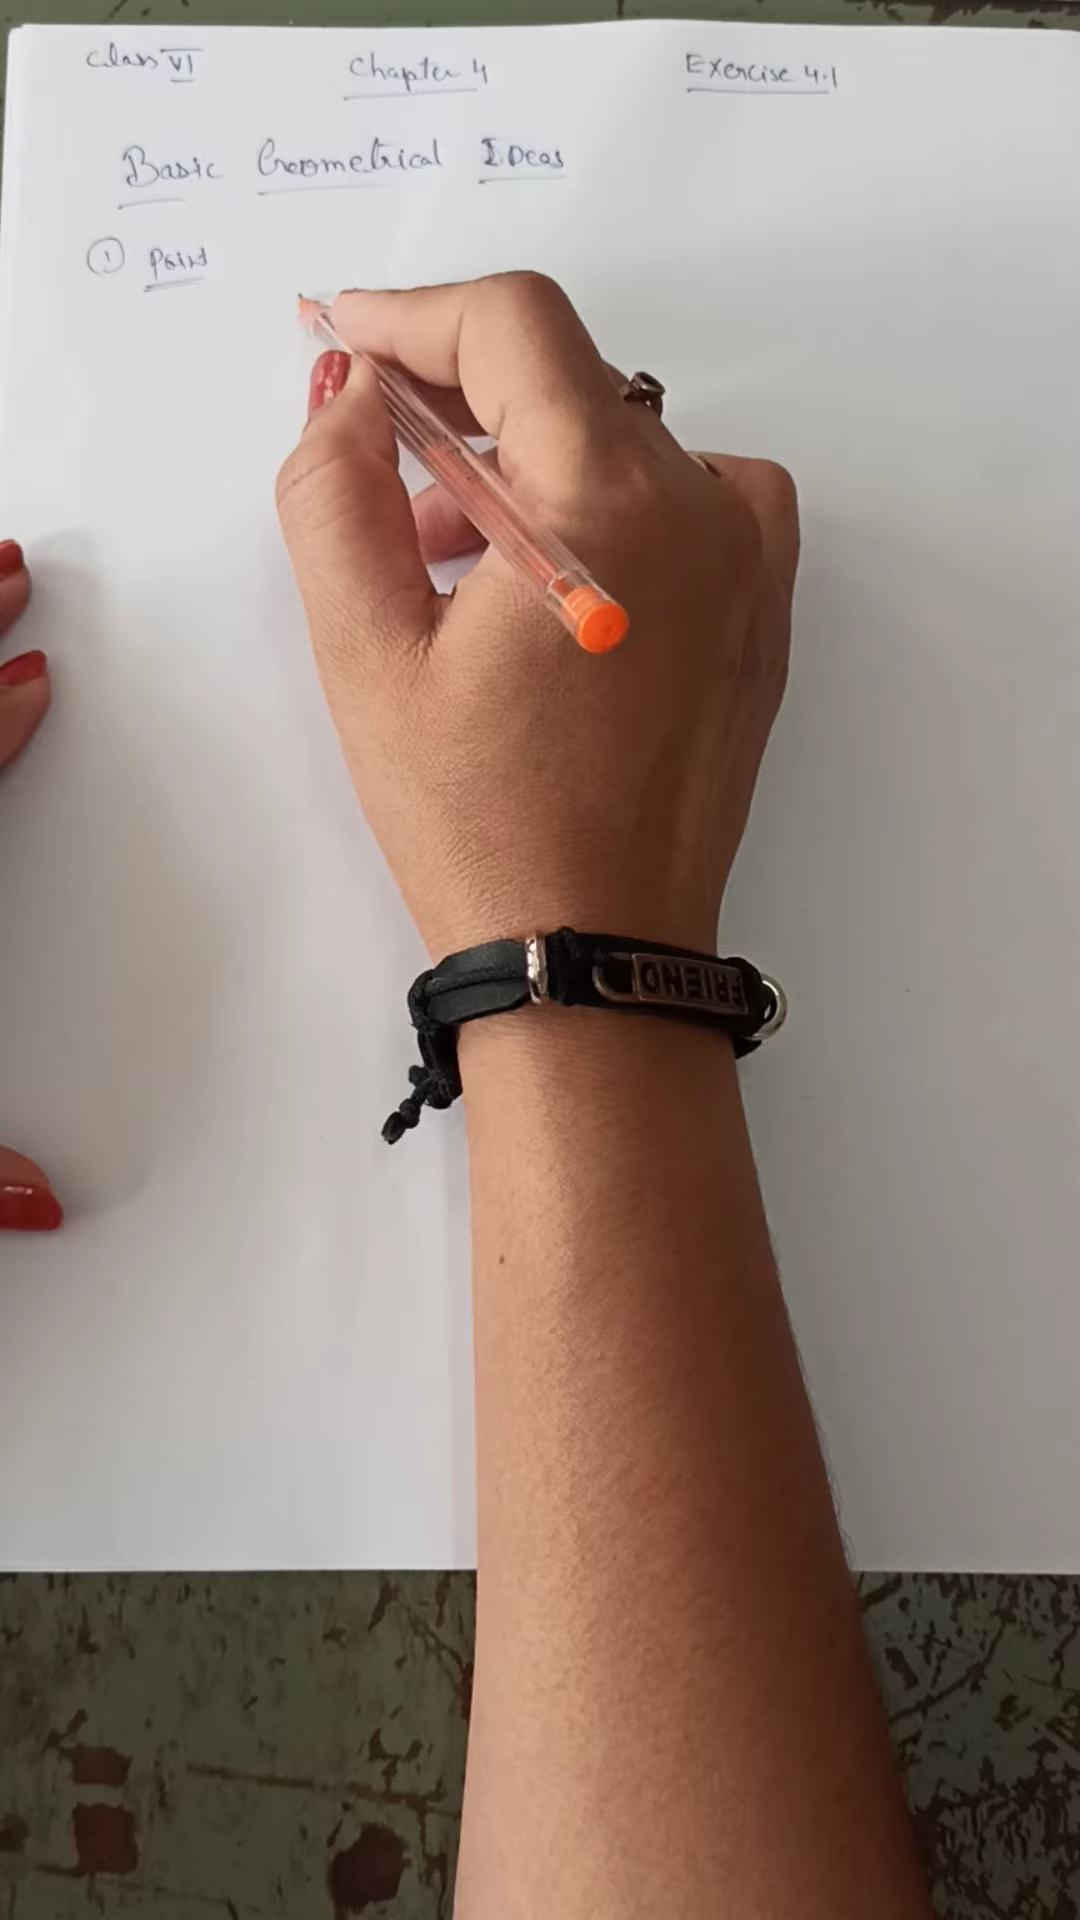 Class VI Chapter 4 Exercise 4.1
Basic Geometrical Ideas
① Point
FRIEND